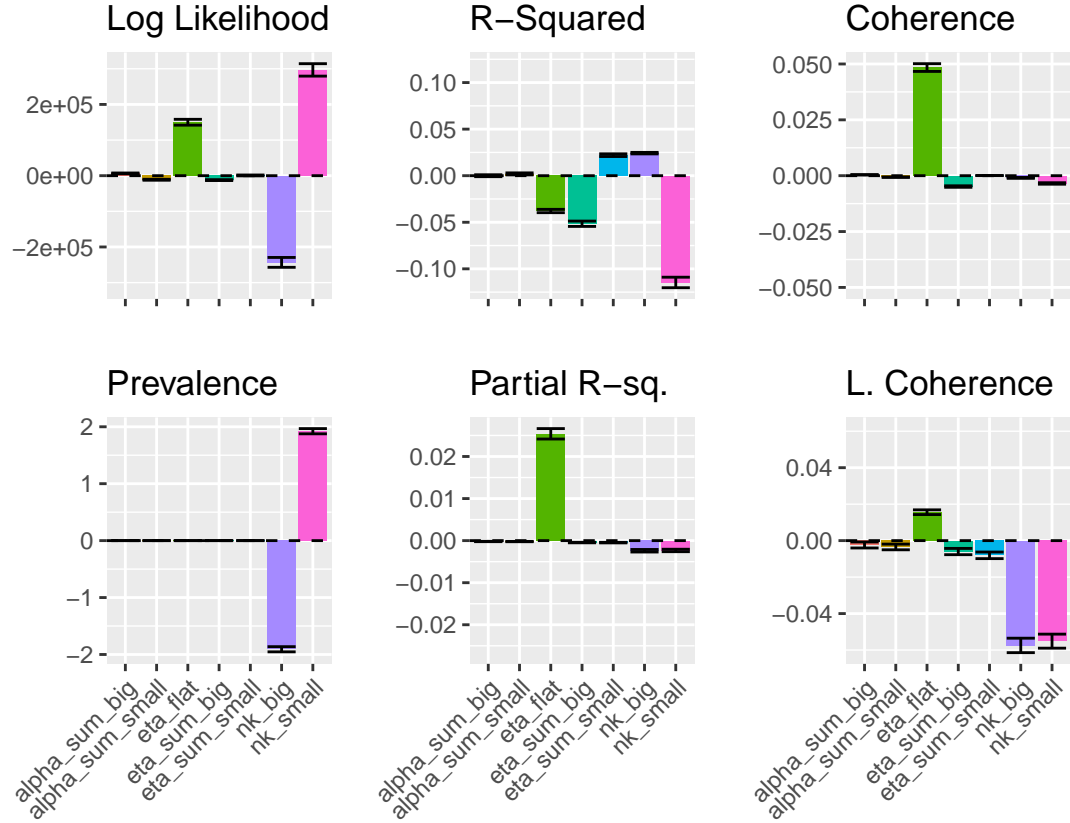 Log Likelihood
R−Squared
Coherence
2e+05
0e+00
−2e+05
0.10
0.05
0.00
−0.05
−0.10
0.050
0.025
0.000
−0.025
−0.050
Prevalence
Partial R−sq.
L. Coherence
2
1
0
−1
−2
0.02
0.01
0.00
−0.01
−0.02
0.04
0.00
−0.04
alpha_sum_big
alpha_sum_small
eta_flat
eta_sum_big
eta_sum_small
nk_big
nk_small
alpha_sum_big
alpha_sum_small
eta_flat
eta_sum_big
eta_sum_small
nk_big
nk_small
alpha_sum_big
alpha_sum_small
eta_flat
eta_sum_big
eta_sum_small
nk_big
nk_small